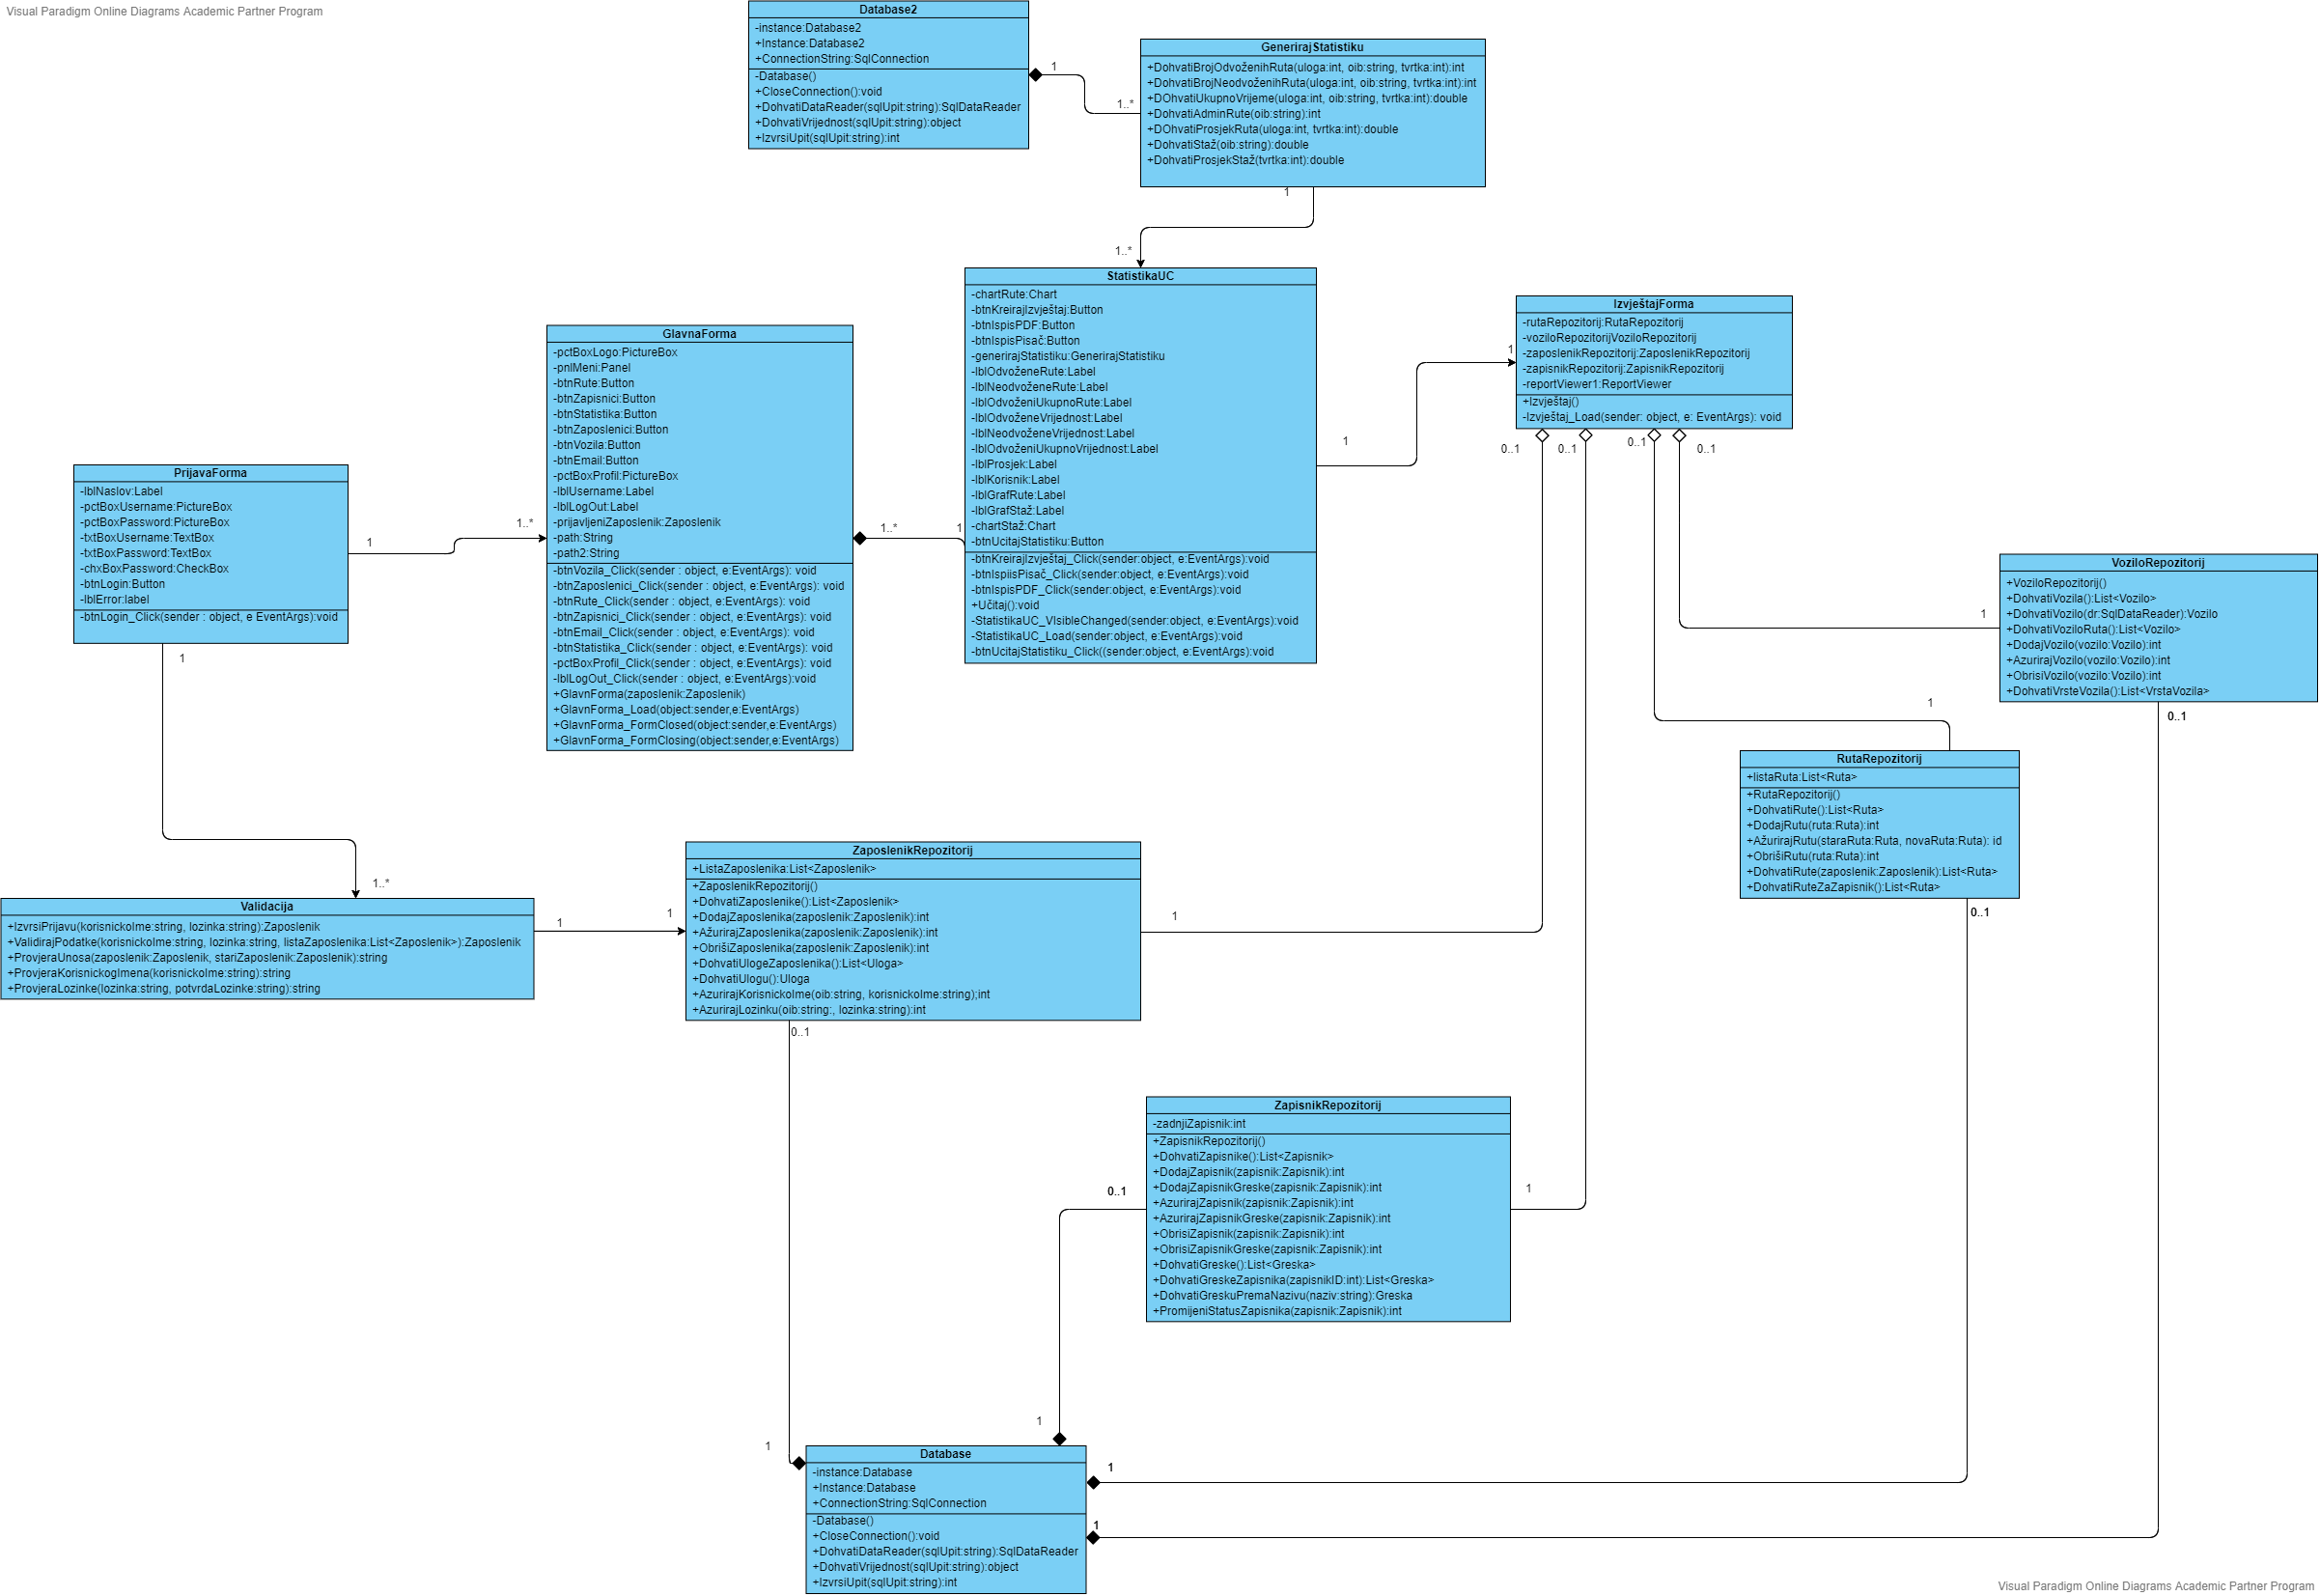 Visual Paradigm Online Diagrams Academic Partner Program
Database2
-instance:Database2
+Instance:Database2
+ConnectionString:SqlConnection
-Database()
+CloseConnection():void
+DohvatiDataReader(sqlUpit:string):SqlDataReader
+DohvatiVrijednost(sqlUpit:string):object
+IzvrsiUpit(sqlUpit:string):int
1
1..*
GenerirajStatistiku
+DohvatiBrojOdvoženihRuta(uloga:int, oib:string, tvrtka:int):int
+DohvatiBrojNeodvoženihRuta(uloga:int, oib:string, tvrtka:int):int
+DOhvatiUkupnoVrijeme(uloga:int, oib:string, tvrtka:int):double
+DohvatiAdminRute(oib:string):int
+DOhvatiProsjekRuta(uloga:int, tvrtka:int):double
+DohvatiStaž(oib:string):double
+DohvatiProsjekStaž(tvrtka:int):double
1
1..*
StatistikaUC
-chartRute:Chart
-btnKreirajIzvještaj:Button
-btnIspisPDF:Button
-btnIspisPisač:Button
-generirajStatistiku:GenerirajStatistiku
-lblOdvoženeRute:Label
-lblNeodvoženeRute:Label
-lblOdvoženiUkupnoRute:Label
-lblOdvoženeVrijednost:Label
-lblNeodvoženeVrijednost:Label
-lblOdvoženiUkupnoVrijednost:Label
-lblProsjek:Label
-lblKorisnik:Label
-lblGrafRute:Label
-lblGrafStaž:Label
-chartStaž:Chart
-btnUcitajStatistiku:Button
-btnKreirajIzvještaj_Click(sender:object, e:EventArgs):void
-btnIspiisPisač_Click(sender:object, e:EventArgs):void
-btnIspisPDF_Click(sender:object, e:EventArgs):void
+Učitaj():void
-StatistikaUC_VIsibleChanged(sender:object, e:EventArgs):void
-StatistikaUC_Load(sender:object, e:EventArgs):void
-btnUcitajStatistiku_Click((sender:object, e:EventArgs):void
1
1
IzvještajForma
-rutaRepozitorij:RutaRepozitorij
-voziloRepozitorijVoziloRepozitorij
-zaposlenikRepozitorij:ZaposlenikRepozitorij
-zapisnikRepozitorij:ZapisnikRepozitorij
-reportViewer1:ReportViewer
+Izvještaj()
-Izvještaj_Load(sender: object, e: EventArgs): void
0..1
0..1
0..1
0..1
GlavnaForma
-pctBoxLogo:PictureBox
-pnlMeni:Panel
-btnRute:Button
-btnZapisnici:Button
-btnStatistika:Button
-btnZaposlenici:Button
-btnVozila:Button
-btnEmail:Button
-pctBoxProfil:PictureBox
-lblUsername:Label
-lblLogOut:Label
-prijavljeniZaposlenik:Zaposlenik
-path:String
-path2:String
-btnVozila_Click(sender : object, e:EventArgs): void
-btnZaposlenici_Click(sender : object, e:EventArgs): void
-btnRute_Click(sender : object, e:EventArgs): void
-btnZapisnici_Click(sender : object, e:EventArgs): void
-btnEmail_Click(sender : object, e:EventArgs): void
-btnStatistika_Click(sender : object, e:EventArgs): void
-pctBoxProfil_Click(sender : object, e:EventArgs): void
-lblLogOut_Click(sender : object, e:EventArgs):void
+GlavnForma(zaposlenik:Zaposlenik)
+GlavnForma_Load(object:sender,e:EventArgs)
+GlavnForma_FormClosed(object:sender,e:EventArgs)
+GlavnForma_FormClosing(object:sender,e:EventArgs)
1..*
1
PrijavaForma
-lblNaslov:Label
-pctBoxUsername:PictureBox
-pctBoxPassword:PictureBox
-txtBoxUsername:TextBox
-txtBoxPassword:TextBox
-chxBoxPassword:CheckBox
-btnLogin:Button
-lblError:label
-btnLogin_Click(sender : object, e EventArgs):void
1
1..*
1
1..*
VoziloRepozitorij
+VoziloRepozitorij()
+DohvatiVozila():List<Vozilo>
+DohvatiVozilo(dr:SqlDataReader):Vozilo
+DohvatiVoziloRuta():List<Vozilo>
+DodajVozilo(vozilo:Vozilo):int
+AzurirajVozilo(vozilo:Vozilo):int
+ObrisiVozilo(vozilo:Vozilo):int
+DohvatiVrsteVozila():List<VrstaVozila>
1
0..1
RutaRepozitorij
+listaRuta:List<Ruta>
+RutaRepozitorij()
+DohvatiRute():List<Ruta>
+DodajRutu(ruta:Ruta):int
+AžurirajRutu(staraRuta:Ruta, novaRuta:Ruta): id
+ObrišiRutu(ruta:Ruta):int
+DohvatiRute(zaposlenik:Zaposlenik):List<Ruta>
+DohvatiRuteZaZapisnik():List<Ruta>
1
0..1
Validacija
+IzvrsiPrijavu(korisnickoIme:string, lozinka:string):Zaposlenik
+ValidirajPodatke(korisnickoIme:string, lozinka:string, listaZaposlenika:List<Zaposlenik>):Zaposlenik
+ProvjeraUnosa(zaposlenik:Zaposlenik, stariZaposlenik:Zaposlenik):string
+ProvjeraKorisnickogImena(korisnickoIme:string):string
+ProvjeraLozinke(lozinka:string, potvrdaLozinke:string):string
1
1
ZaposlenikRepozitorij
+ListaZaposlenika:List<Zaposlenik>
+ZaposlenikRepozitorij()
+DohvatiZaposlenike():List<Zaposlenik>
+DodajZaposlenika(zaposlenik:Zaposlenik):int
+AžurirajZaposlenika(zaposlenik:Zaposlenik):int
+ObrišiZaposlenika(zaposlenik:Zaposlenik):int
+DohvatiUlogeZaposlenika():List<Uloga>
+DohvatiUlogu():Uloga
+AzurirajKorisnickoIme(oib:string, korisnickoIme:string);int
+AzurirajLozinku(oib:string:, lozinka:string):int
1
0..1
ZapisnikRepozitorij
-zadnjiZapisnik:int
+ZapisnikRepozitorij()
+DohvatiZapisnike():List<Zapisnik>
+DodajZapisnik(zapisnik:Zapisnik):int
+DodajZapisnikGreske(zapisnik:Zapisnik):int
+AzurirajZapisnik(zapisnik:Zapisnik):int
+AzurirajZapisnikGreske(zapisnik:Zapisnik):int
+ObrisiZapisnik(zapisnik:Zapisnik):int
+ObrisiZapisnikGreske(zapisnik:Zapisnik):int
+DohvatiGreske():List<Greska>
+DohvatiGreskeZapisnika(zapisnikID:int):List<Greska>
+DohvatiGreskuPremaNazivu(naziv:string):Greska
+PromijeniStatusZapisnika(zapisnik:Zapisnik):int
0..1
1
1
1
Database
-instance:Database
+Instance:Database
+ConnectionString:SqlConnection
-Database()
+CloseConnection():void
+DohvatiDataReader(sqlUpit:string):SqlDataReader
+DohvatiVrijednost(sqlUpit:string):object
+IzvrsiUpit(sqlUpit:string):int
1
1
Visual Paradigm Online Diagrams Academic Partner Program